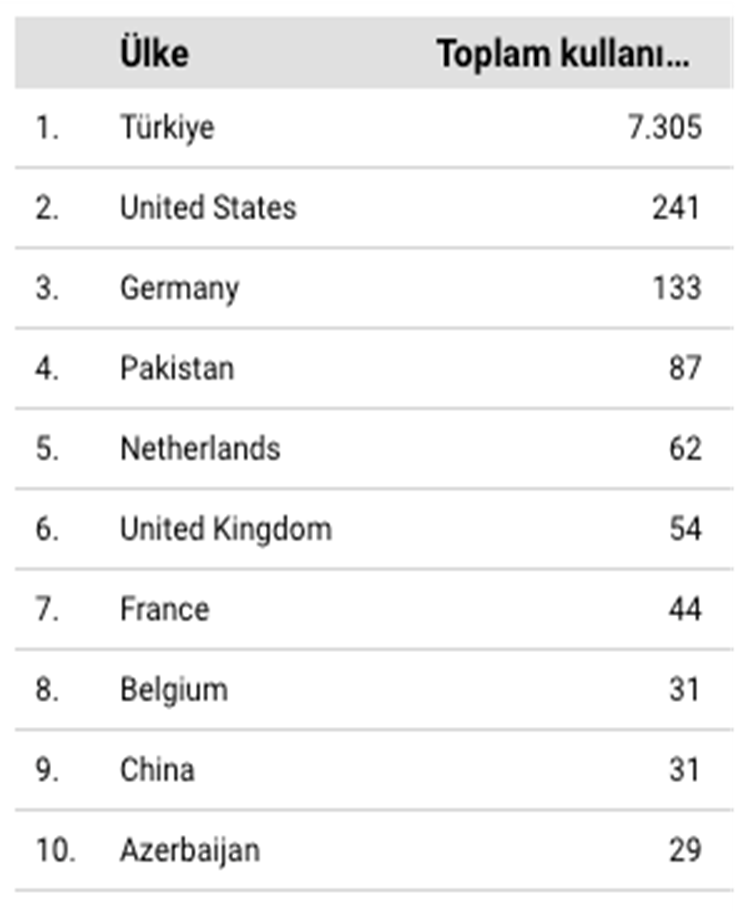 Ülke Toplam kullanı...
1. Türkiye 7.305
2. United States 241
3. Germany 133
4. Pakistan 87
5. Netherlands 62
6. United Kingdom 54
7. France 44
8. Belgium 31
9. China 31
10. Azerbaijan 29